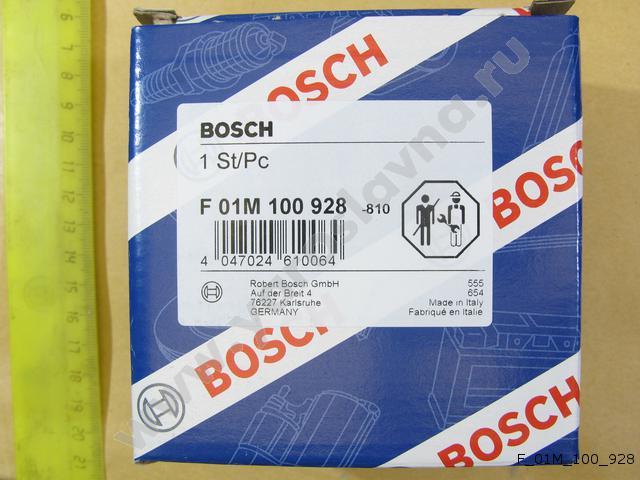 BOSCH
BOSCH
1 St/Pc
F 01M 100 928 -810
BOSCH
4 047024 610064
Robert Bosch GmbH
Auf der Breit 4
76227 Karlsruhe
GERMANY
555
654
Made in Italy
Fabriqué en Italie
BOSCH
BOSCH
F_01M_100_928